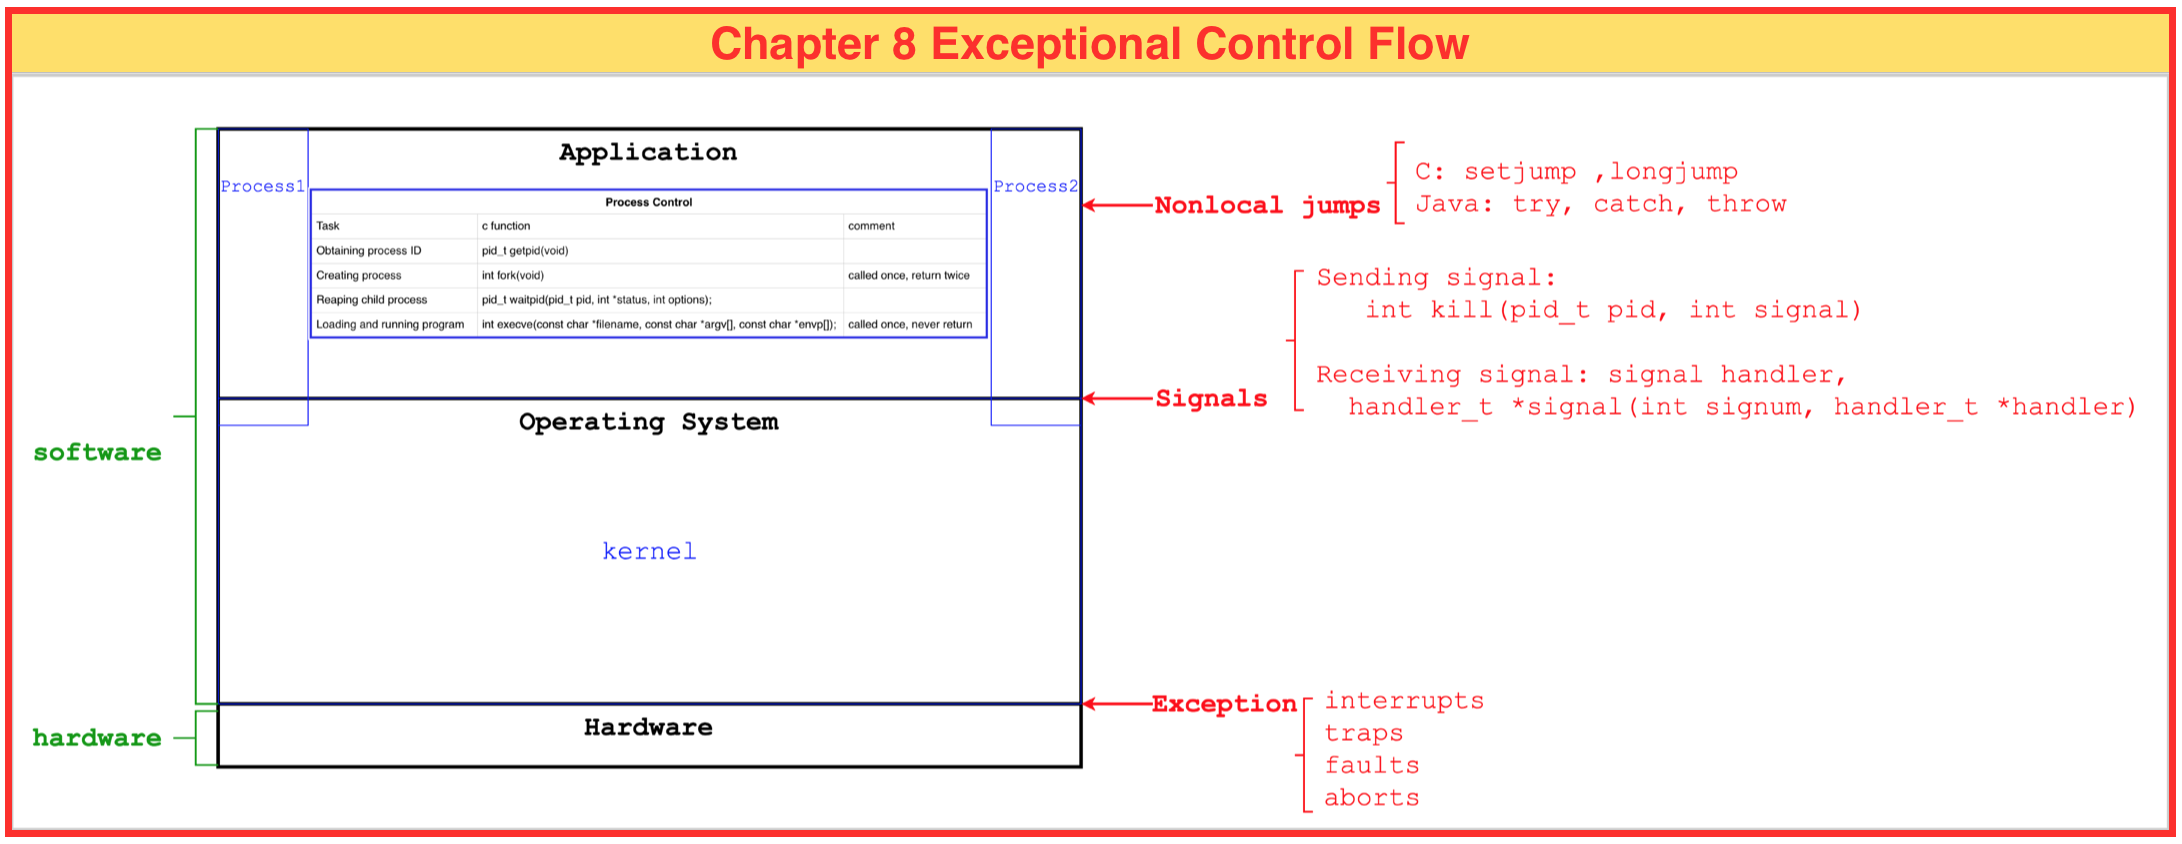 Chapter 8 Exceptional Control Flow
Application
Process1
Process2
Process Control
Task c function comment
Obtaining process ID pid_t getpid(void)
Creating process int fork(void) called once, return twice
Reaping child process pid_t waitpid(pid_t pid, int *status, int options);
Loading and running program int execve(const char *filename, const char *argv[], const char *envp[]); called once, never return
Nonlocal jumps
C: setjump ,longjump
Java: try, catch, throw
Signals
Sending signal:
int kill(pid_t pid, int signal)
Receiving signal: signal handler,
handler_t *signal(int signum, handler_t *handler)
Operating System
software
kernel
Exception
interrupts
traps
faults
aborts
Hardware
hardware